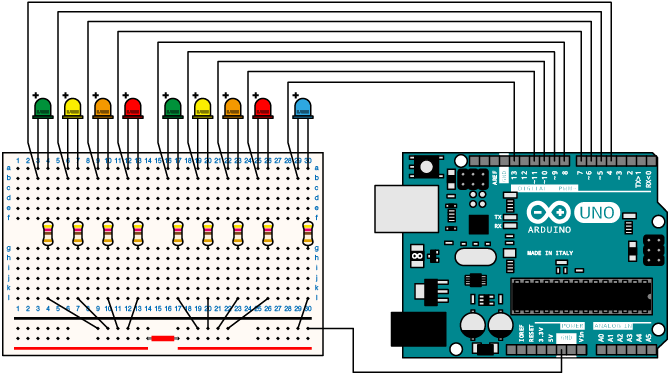 + + + + + + + + +
1 2 3 4 5 6 7 8 9 10 11 12 13 14 15 16 17 18 19 20 21 22 23 24 25 26 27 28 29 30
a a
b b
c c
d d
e e
f f
g g
h h
i i
j j
k k
l l
1 2 3 4 5 6 7 8 9 10 11 12 13 14 15 16 17 18 19 20 21 22 23 24 25 26 27 28 29 30
AREF
GND
13
12
~11
~10
~9
8
7
~6
~5
4
~3
2
TX>1
RX<0
DIGITAL PWM
TX
RX
UNO
ARDUINO
MADE IN ITALY
IOREF
RESET
3.3V
5V
GND
Vin
POWER
ANALOG IN
A0
A1
A2
A3
A4
A5